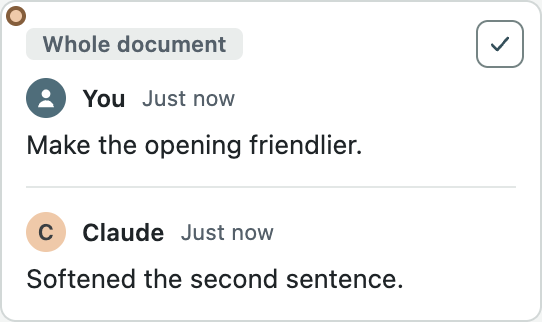 Whole document
You Just now
Make the opening friendlier.
C Claude Just now
Softened the second sentence.